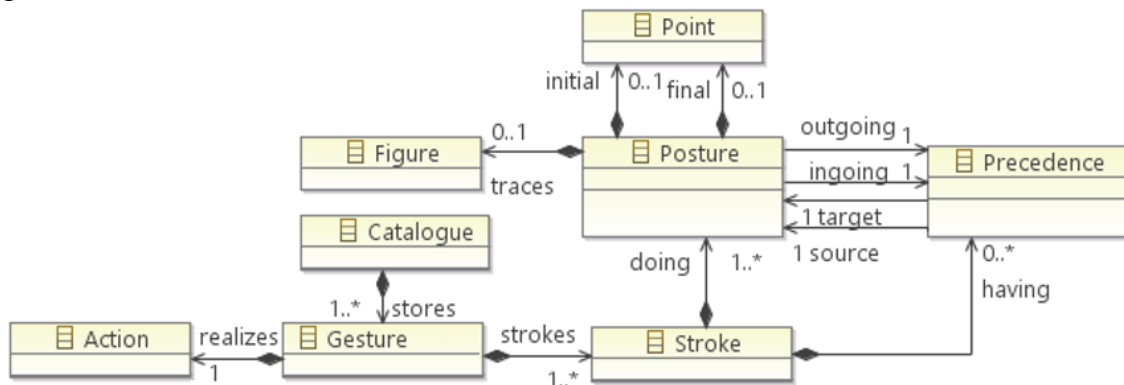 Point
initial 0..1 final 0..1
0..1 Figure Posture outgoing 1 Precedence
traces ingoing 1
Catalogue 1 target
doing 1..* 1 source 0..*
1..* stores having
Action realizes Gesture strokes Stroke
1 1..*